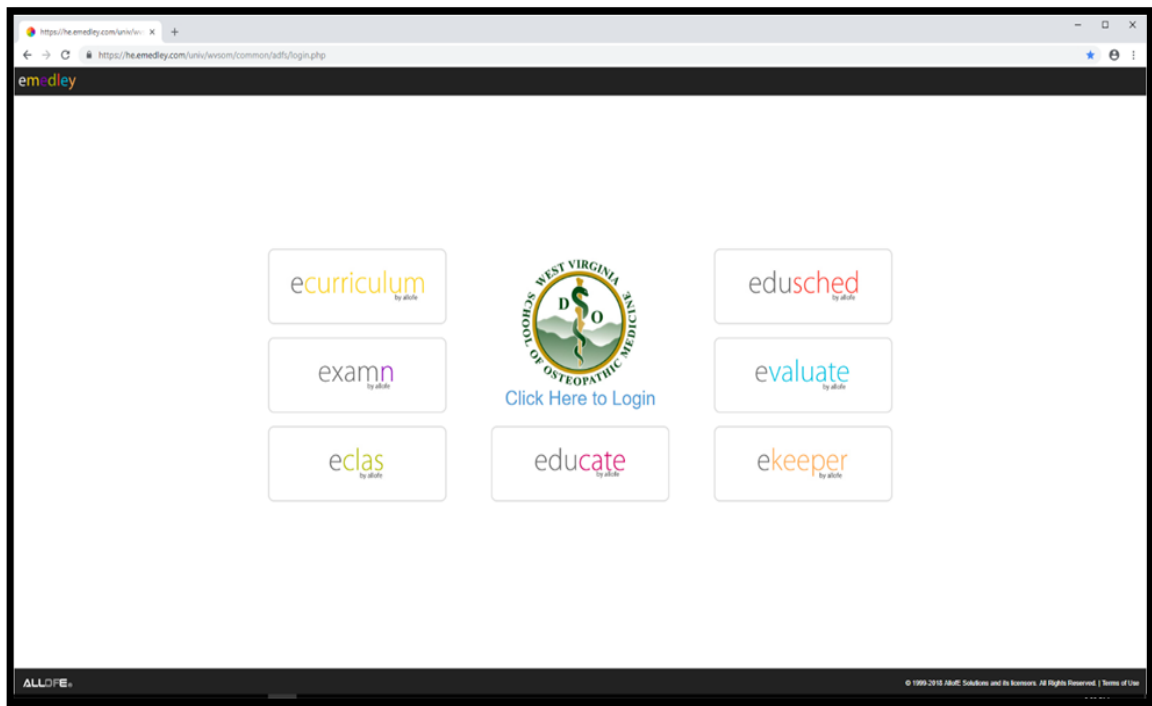 https://he.emedley.com/univ/wv
https://he.emedley.com/univ/wvsom/common/adfs/login.php
emedley
ecurriculum
by allofe
WEST VIRGINIA
SCHOOL OF OSTEOPATHIC MEDICINE
D O
Click Here to Login
edusched
by allofe
examn
by allofe
evaluate
by allofe
eclas
by allofe
educate
by allofe
ekeeper
by allofe
ALLOFE®
© 1999-2018 AllofE Solutions and its licensors. All Rights Reserved. | Terms of Use